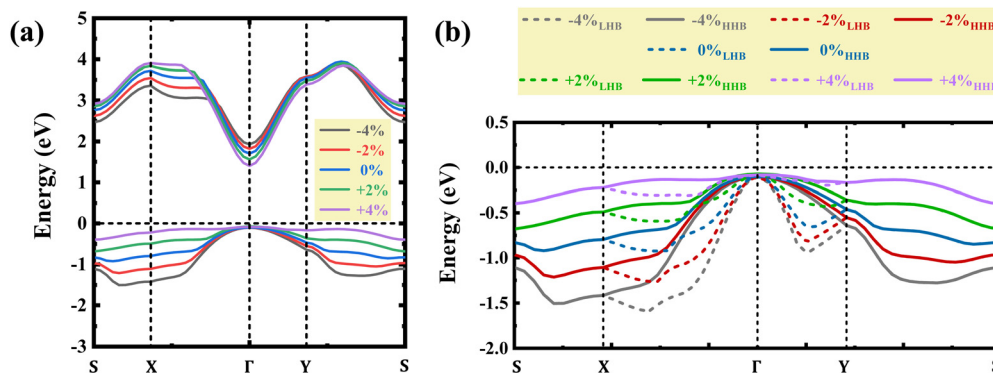 (a)
Energy (eV)
5
4
3
2
1
0
-1
-2
-3
S X Γ Y S
-4%
-2%
0%
+2%
+4%
(b)
-4%LHB -4%HHB -2%LHB -2%HHB
0%LHB 0%HHB
+2%LHB +2%HHB +4%LHB +4%HHB
Energy (eV)
0.5
0.0
-0.5
-1.0
-1.5
-2.0
S X Γ Y S